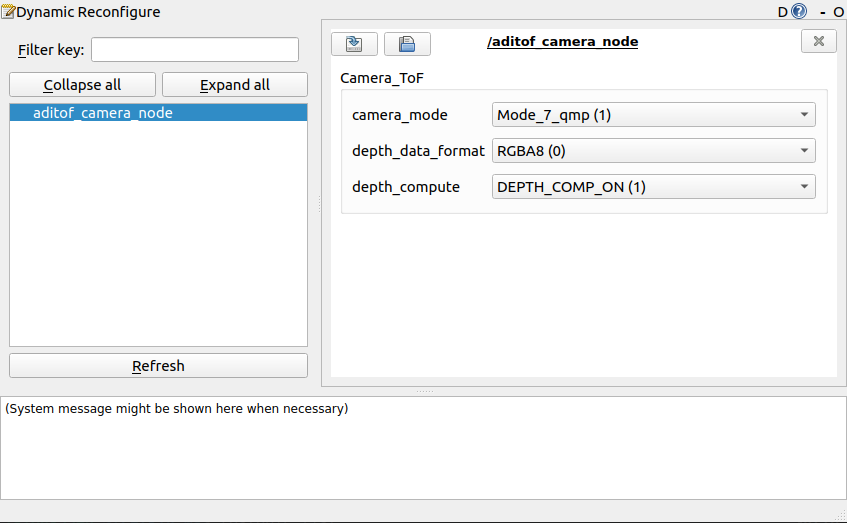 Dynamic Reconfigure
D ? - O
Filter key:
Collapse all Expand all
aditof_camera_node
Refresh
/aditof_camera_node
Camera_ToF
camera_mode Mode_7_qmp (1)
depth_data_format RGBA8 (0)
depth_compute DEPTH_COMP_ON (1)
(System message might be shown here when necessary)